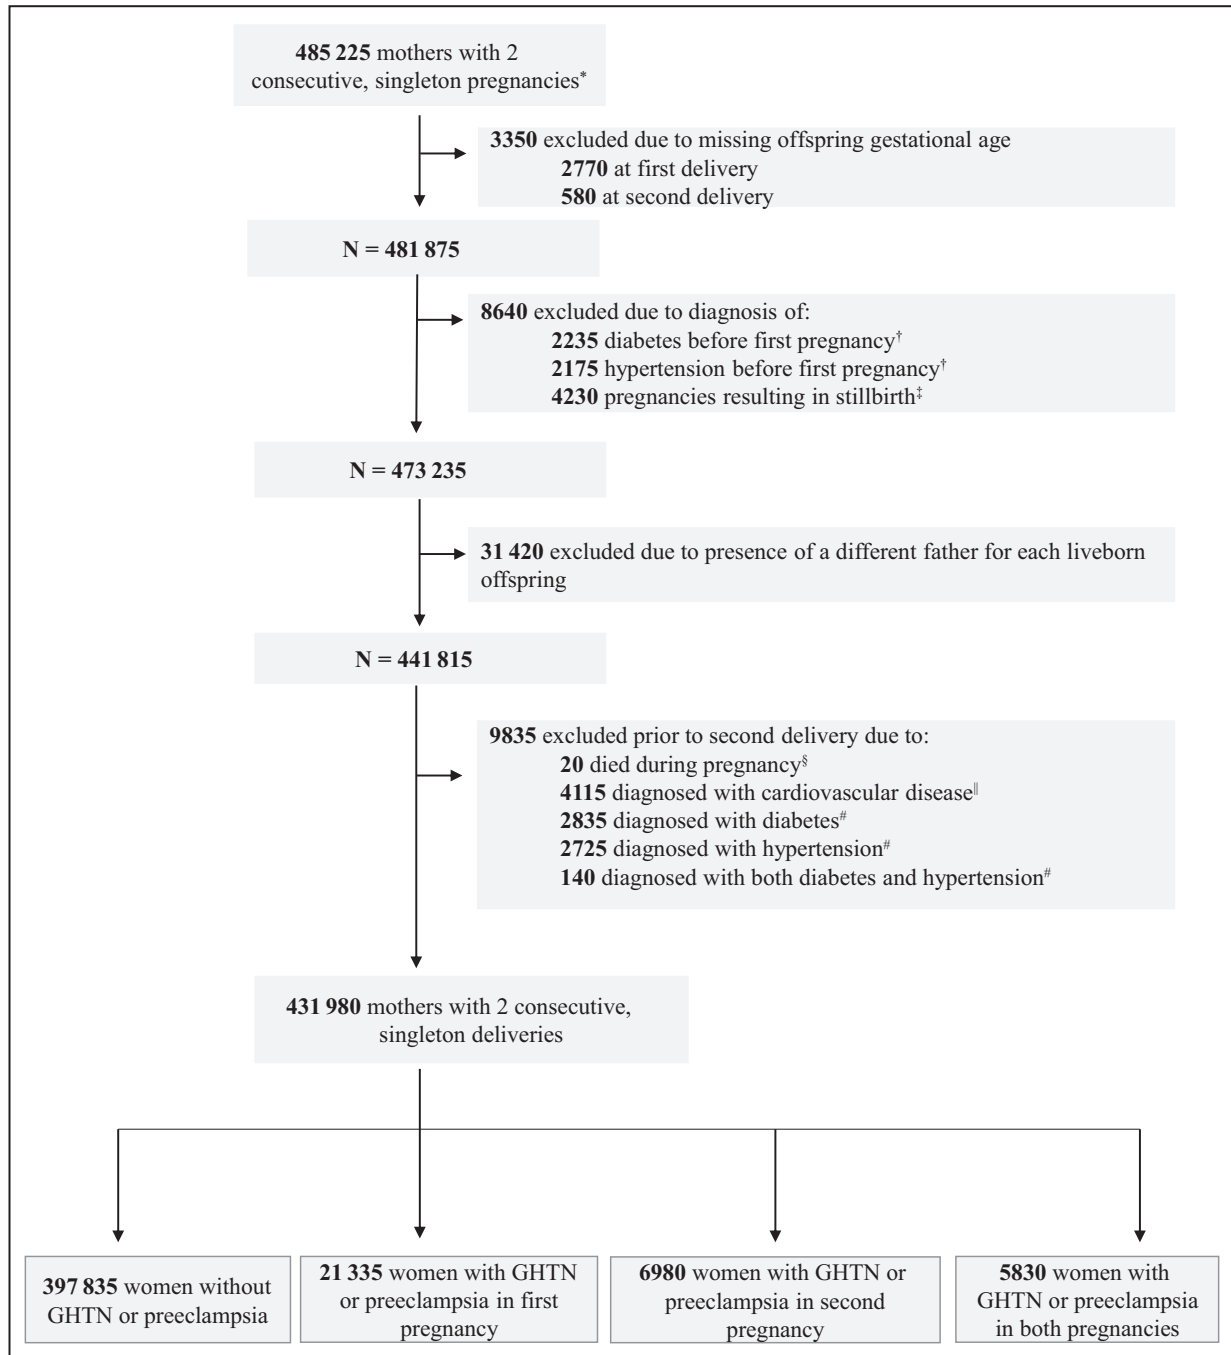 485 225 mothers with 2
consecutive, singleton pregnancies*
3350 excluded due to missing offspring gestational age
2770 at first delivery
580 at second delivery
N = 481 875
8640 excluded due to diagnosis of:
2235 diabetes before first pregnancy†
2175 hypertension before first pregnancy†
4230 pregnancies resulting in stillbirth‡
N = 473 235
31 420 excluded due to presence of a different father for each liveborn
offspring
N = 441 815
9835 excluded prior to second delivery due to:
20 died during pregnancy§
4115 diagnosed with cardiovascular disease‖
2835 diagnosed with diabetes#
2725 diagnosed with hypertension#
140 diagnosed with both diabetes and hypertension#
431 980 mothers with 2 consecutive,
singleton deliveries
397 835 women without
GHTN or preeclampsia
21 335 women with GHTN
or preeclampsia in first
pregnancy
6980 women with GHTN or
preeclampsia in second
pregnancy
5830 women with
GHTN or preeclampsia
in both pregnancies